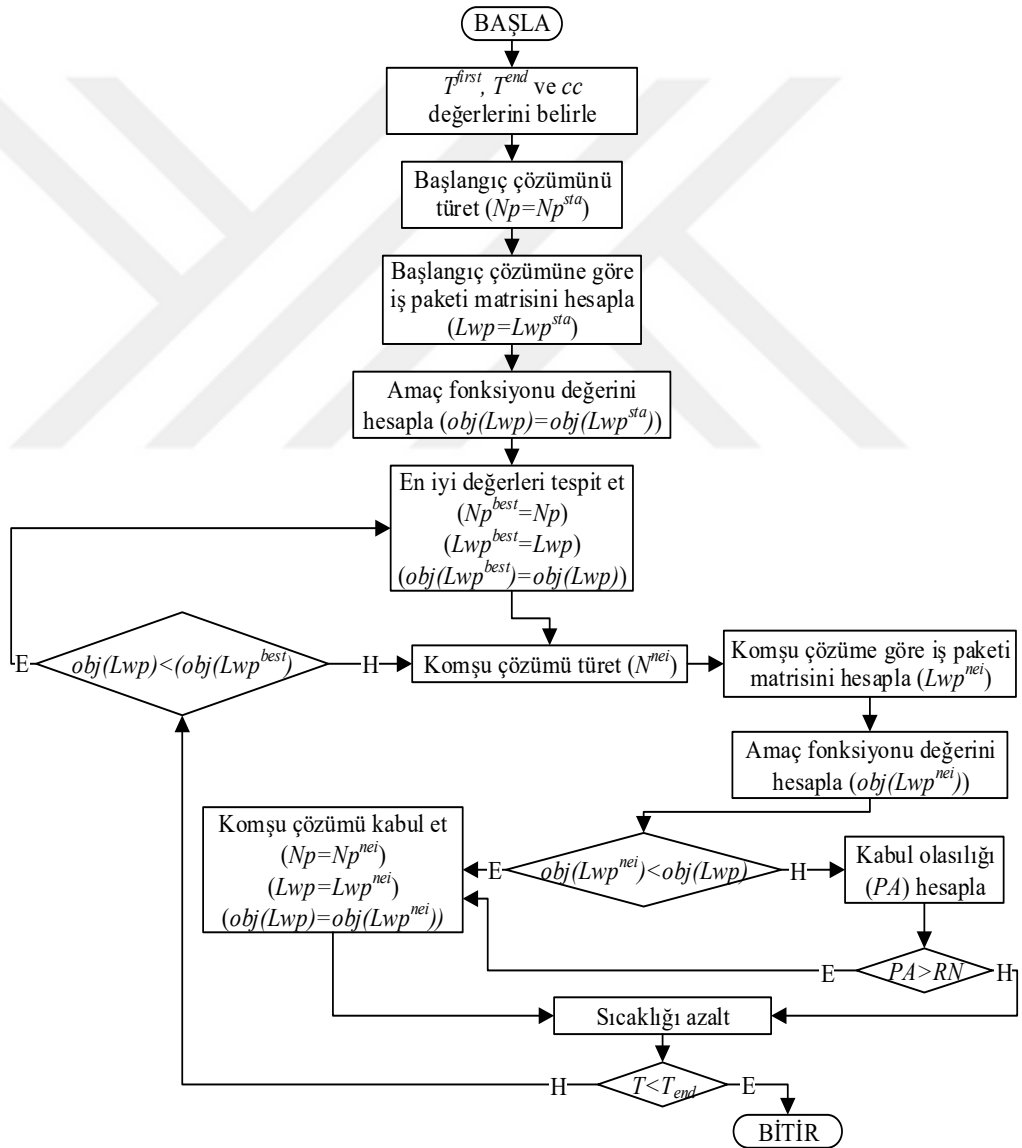 BAŞLA
T^first, T^end ve cc
değerlerini belirle
Başlangıç çözümünü
türet (Np=Np^sta)
Başlangıç çözümüne göre
iş paketi matrisini hesapla
(Lwp=Lwp^sta)
Amaç fonksiyonu değerini
hesapla (obj(Lwp)=obj(Lwp^sta))
En iyi değerleri tespit et
(Np^best=Np)
(Lwp^best=Lwp)
(obj(Lwp^best)=obj(Lwp))
E
obj(Lwp)<(obj(Lwp^best)
H
Komşu çözümü türet (N^nei)
Komşu çözüme göre iş paketi
matrisini hesapla (Lwp^nei)
Amaç fonksiyonu değerini
hesapla (obj(Lwp^nei))
Komşu çözümü kabul et
(Np=Np^nei)
(Lwp=Lwp^nei)
(obj(Lwp)=obj(Lwp^nei))
E
obj(Lwp^nei)<obj(Lwp)
H
Kabul olasılığı
(PA) hesapla
E
PA>RN
H
Sıcaklığı azalt
H
T<T_end
E
BİTİR